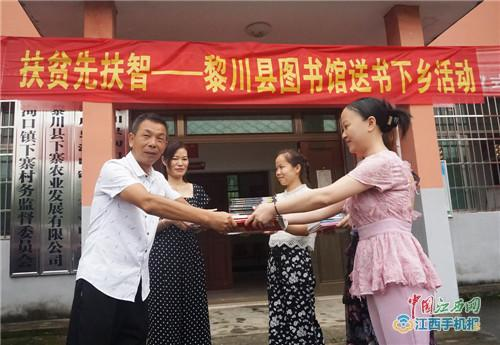 扶贫先扶智——黎川县图书馆送书下乡活动
河口镇下寨村务监督委员会
黎川县下寨农业发展有限公司
中国江西网
江西手机报